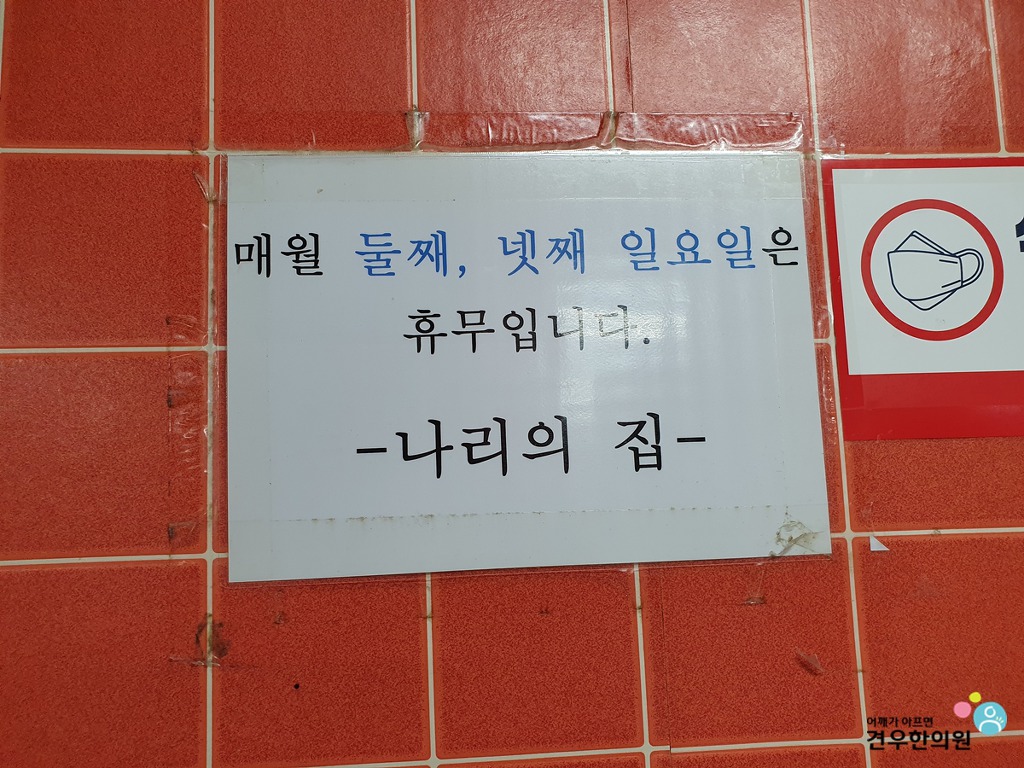 매월 둘째, 넷째 일요일은
휴무입니다.
-나리의 집-
어깨가 아프면
견우한의원